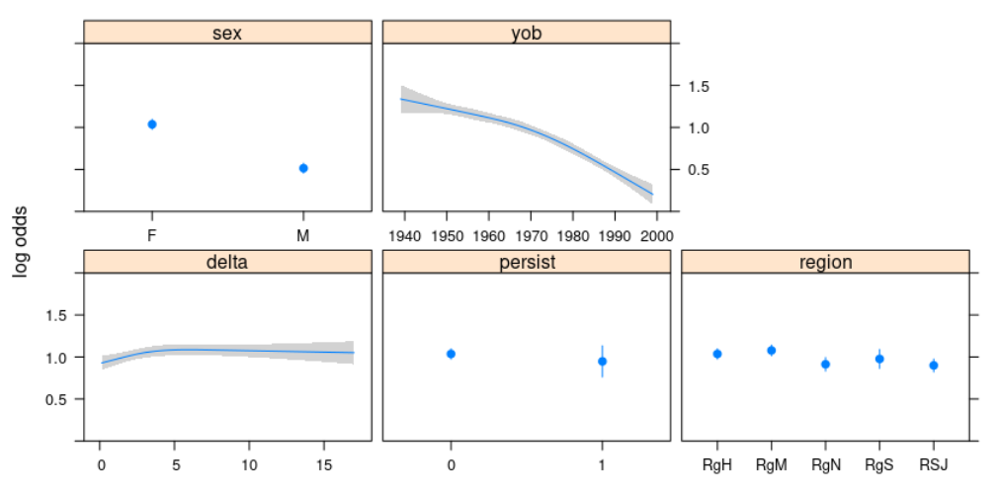 sex yob
1.5
1.0
0.5
F M 1940 1950 1960 1970 1980 1990 2000
log odds
delta persist region
1.5
1.0
0.5
0 5 10 15 0 1 RgH RgM RgN RgS RSJ